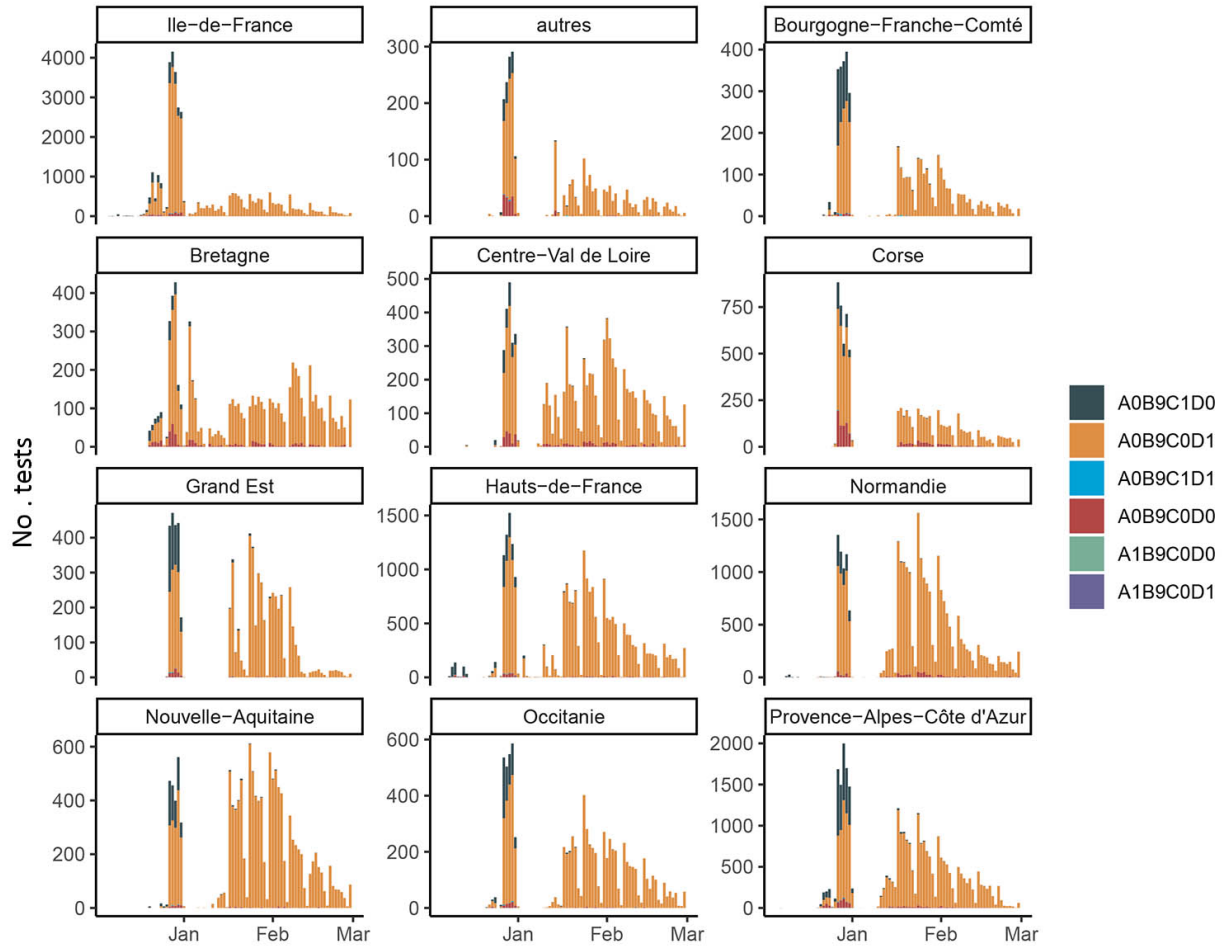 Ile−de−France
autres
Bourgogne−Franche−Comté
4000
3000
2000
1000
0
300
200
100
0
400
300
200
100
0
Bretagne
Centre−Val de Loire
Corse
400
300
200
100
0
500
400
300
200
100
0
750
500
250
0
Grand Est
Hauts−de−France
Normandie
400
300
200
100
0
1500
1000
500
0
1500
1000
500
0
Nouvelle−Aquitaine
Occitanie
Provence−Alpes−Côte d'Azur
600
400
200
0
600
400
200
0
2000
1500
1000
500
0
Jan Feb Mar
Jan Feb Mar
Jan Feb Mar
No . tests
A0B9C1D0
A0B9C0D1
A0B9C1D1
A0B9C0D0
A1B9C0D0
A1B9C0D1